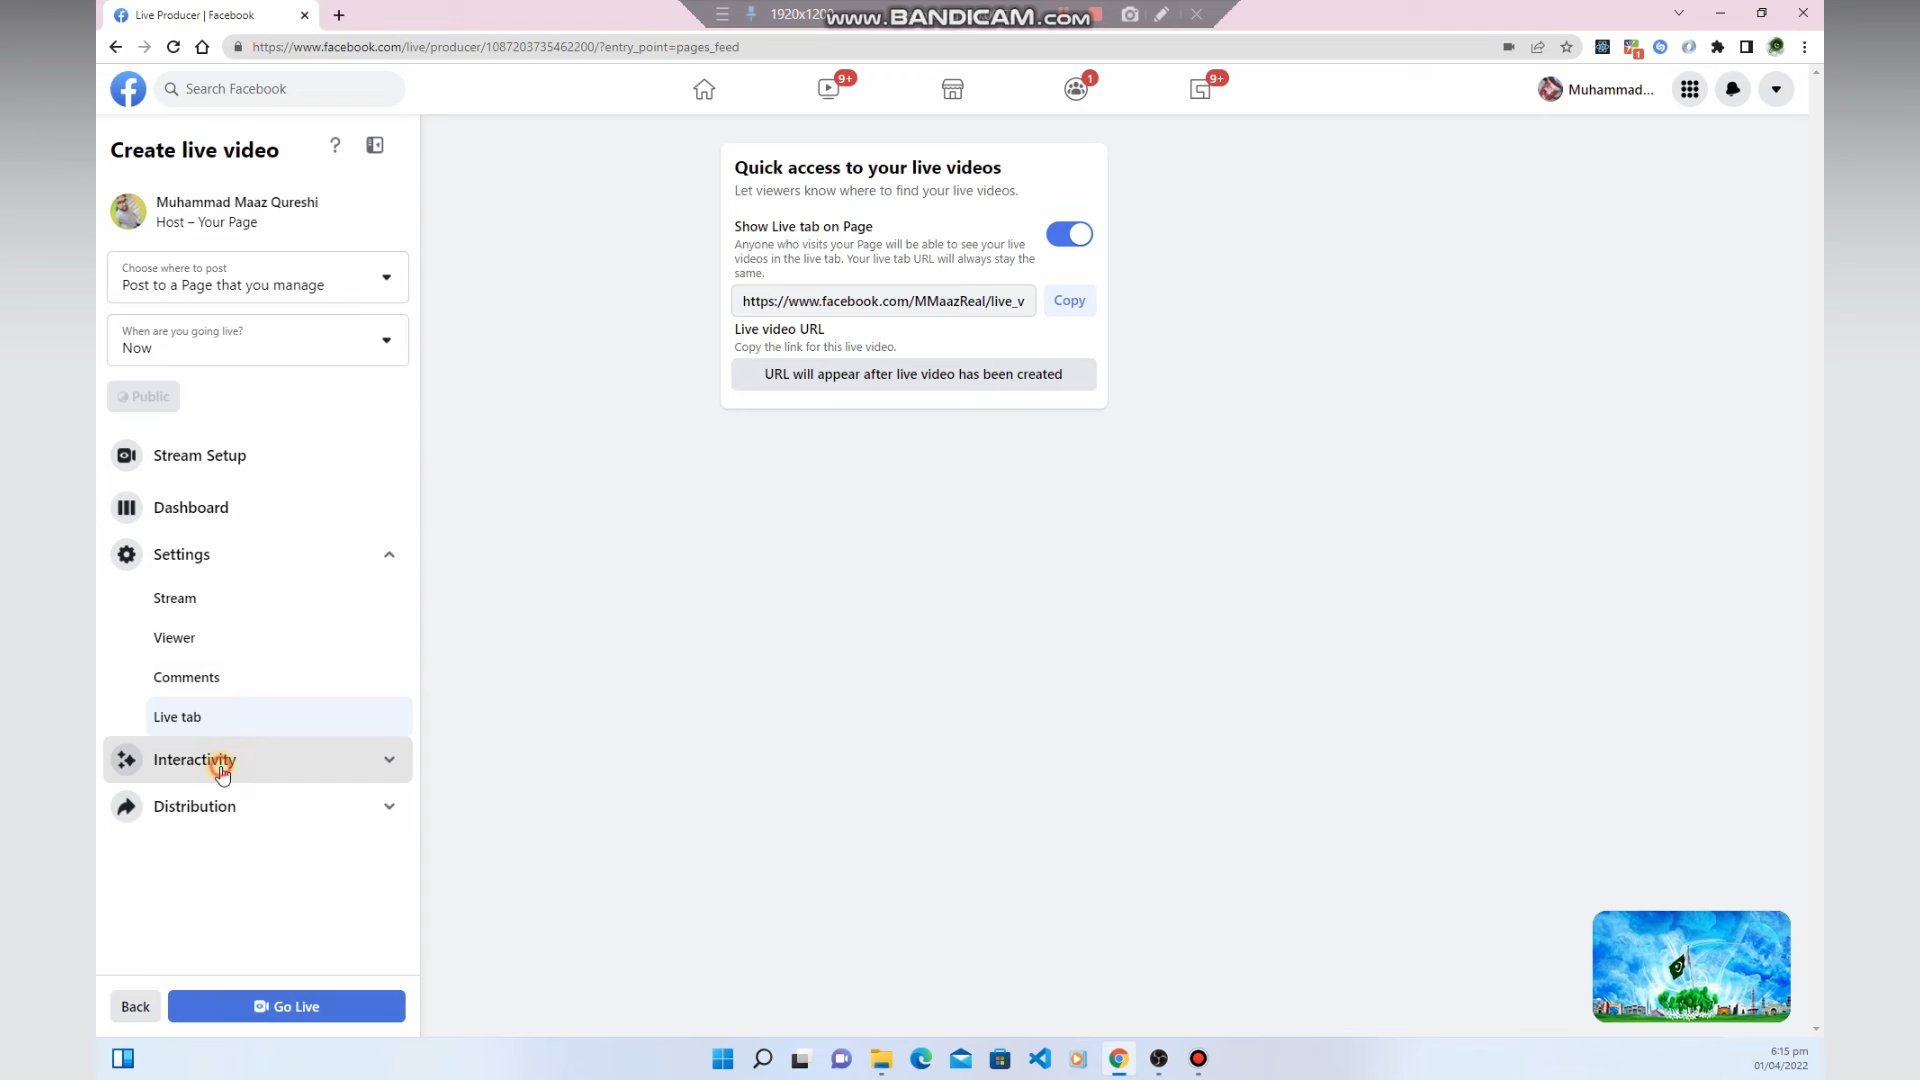 Live Producer | Facebook
1920x1200
www.BANDICAM.com
https://www.facebook.com/live/producer/1087203735462200/?entry_point=pages_feed
1
Search Facebook
9+
1
9+
Muhammad...
Create live video
?
Muhammad Maaz Qureshi
Host – Your Page
Choose where to post
Post to a Page that you manage
When are you going live?
Now
Public
Stream Setup
Dashboard
Settings
Stream
Viewer
Comments
Live tab
Interactivity
Distribution
Back
Go Live
Quick access to your live videos
Let viewers know where to find your live videos.
Show Live tab on Page
Anyone who visits your Page will be able to see your live
videos in the live tab. Your live tab URL will always stay the
same.
https://www.facebook.com/MMaazReal/live_v
Copy
Live video URL
Copy the link for this live video.
URL will appear after live video has been created
6:15 pm
01/04/2022